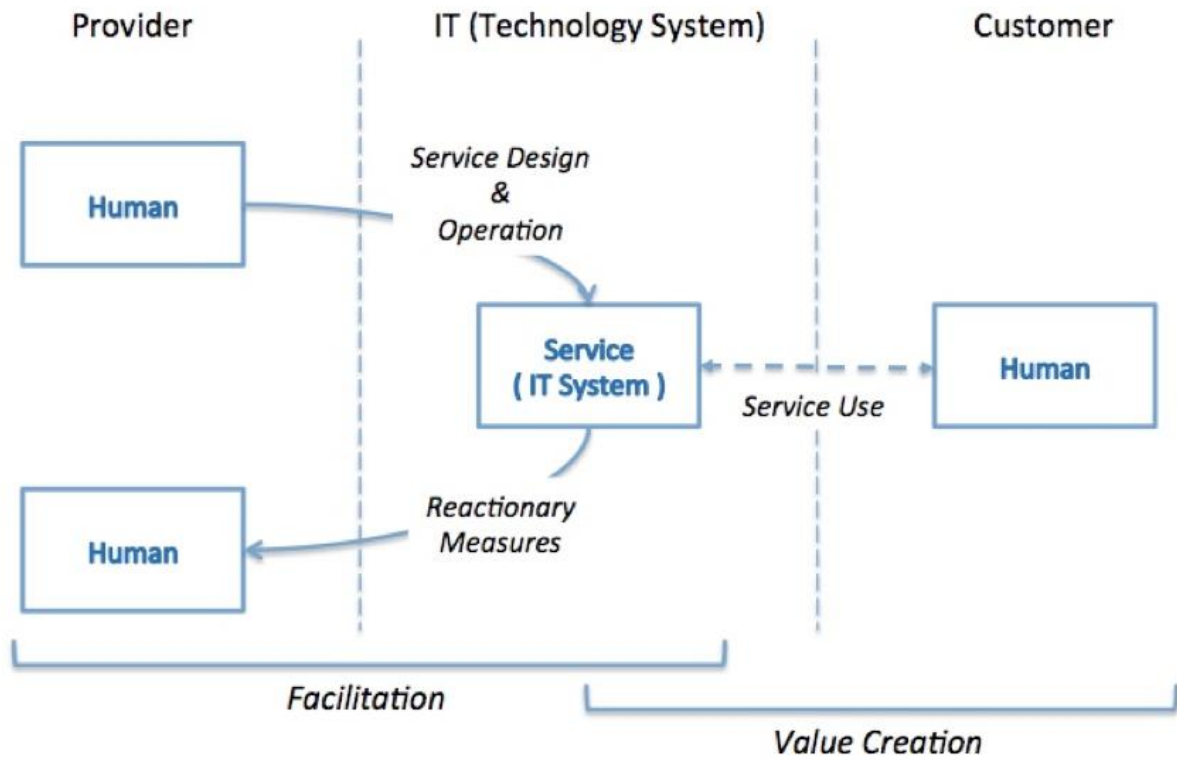 Provider
IT (Technology System)
Customer
Service Design
&
Operation
Human
Service
( IT System )
Human
Service Use
Reactionary
Measures
Human
Facilitation
Value Creation